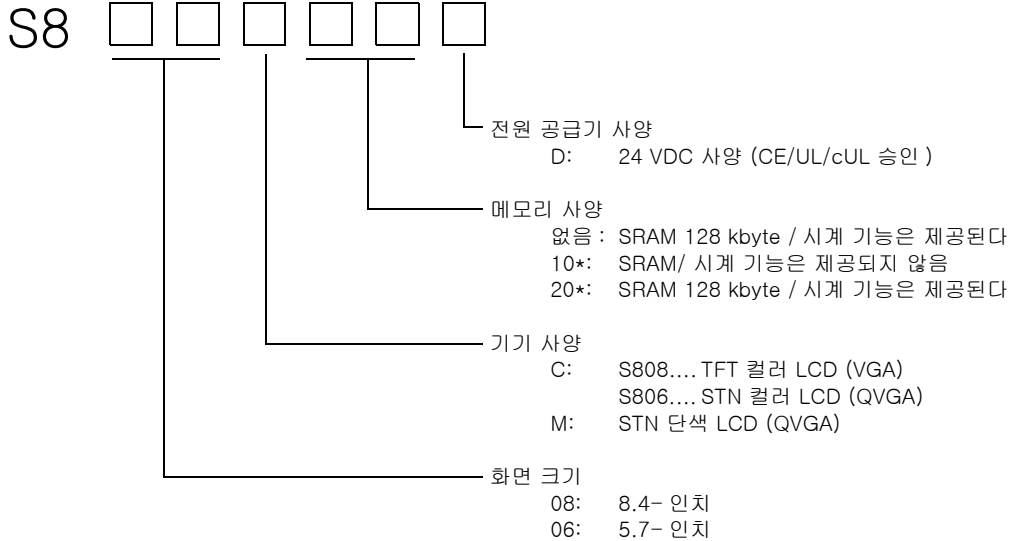 S8 □ □ □ □ □ □
전원 공급기 사양
D: 24 VDC 사양 (CE/UL/cUL 승인 )
메모리 사양
없음 : SRAM 128 kbyte / 시계 기능은 제공된다
10*: SRAM/ 시계 기능은 제공되지 않음
20*: SRAM 128 kbyte / 시계 기능은 제공된다
기기 사양
C: S808.... TFT 컬러 LCD (VGA)
S806.... STN 컬러 LCD (QVGA)
M: STN 단색 LCD (QVGA)
화면 크기
08: 8.4- 인치
06: 5.7- 인치